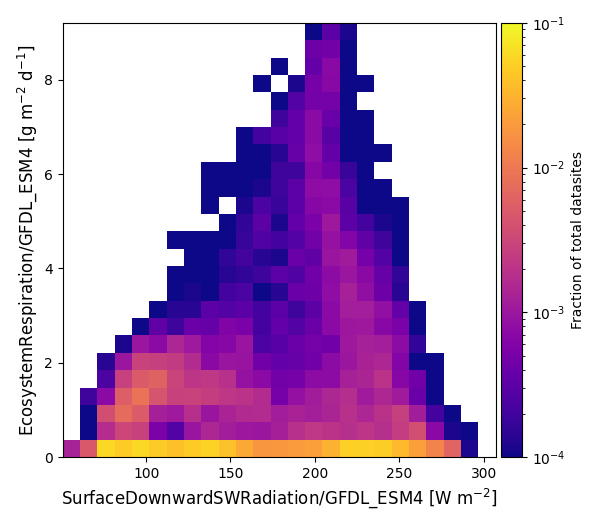 EcosystemRespiration/GFDL_ESM4 [g m⁻² d⁻¹]
8
6
4
2
0
100 150 200 250 300
SurfaceDownwardSWRadiation/GFDL_ESM4 [W m⁻²]
10⁻¹
10⁻²
10⁻³
10⁻⁴
Fraction of total datasites